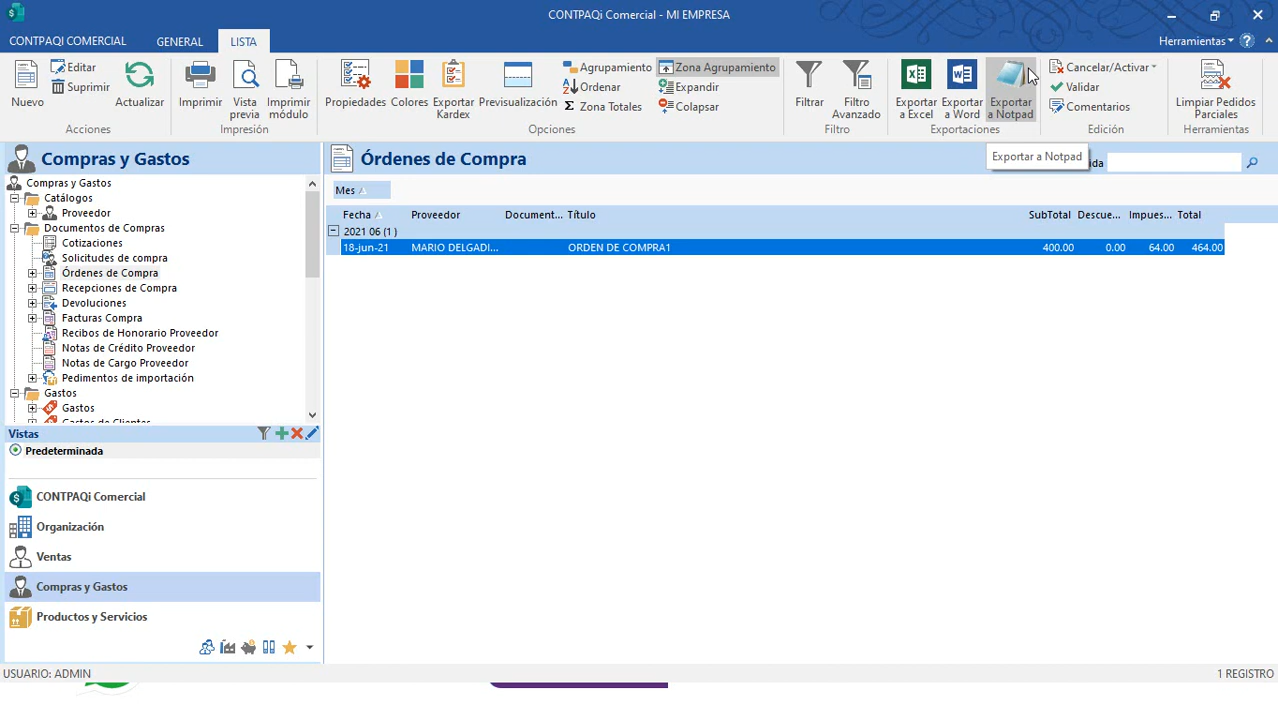 CONTPAQi Comercial - MI EMPRESA
CONTPAQI COMERCIAL GENERAL LISTA Herramientas
Nuevo
Editar
Suprimir
Actualizar
Acciones
Imprimir
Vista previa
Imprimir módulo
Impresión
Propiedades
Colores
Exportar Kardex
Previsualización
Agrupamiento
Ordenar
Zona Totales
Zona Agrupamiento
Expandir
Colapsar
Opciones
Filtrar
Filtro Avanzado
Filtro
Exportar a Excel
Exportar a Word
Exportar a Notpad
Exportaciones
Cancelar/Activar
Validar
Comentarios
Edición
Limpiar Pedidos Parciales
Herramientas
Exportar a Notpad
Compras y Gastos
Compras y Gastos
Catálogos
Proveedor
Documentos de Compras
Cotizaciones
Solicitudes de compra
Órdenes de Compra
Recepciones de Compra
Devoluciones
Facturas Compra
Recibos de Honorario Proveedor
Notas de Crédito Proveedor
Notas de Cargo Proveedor
Pedimentos de importación
Gastos
Gastos
Gastos de Clientes
Vistas
Predeterminada
CONTPAQi Comercial
Organización
Ventas
Compras y Gastos
Productos y Servicios
Órdenes de Compra
Mes
Fecha Proveedor Document... Título SubTotal Descue... Impues... Total
2021 06 (1 )
18-jun-21 MARIO DELGADI... ORDEN DE COMPRA1 400.00 0.00 64.00 464.00
USUARIO: ADMIN 1 REGISTRO